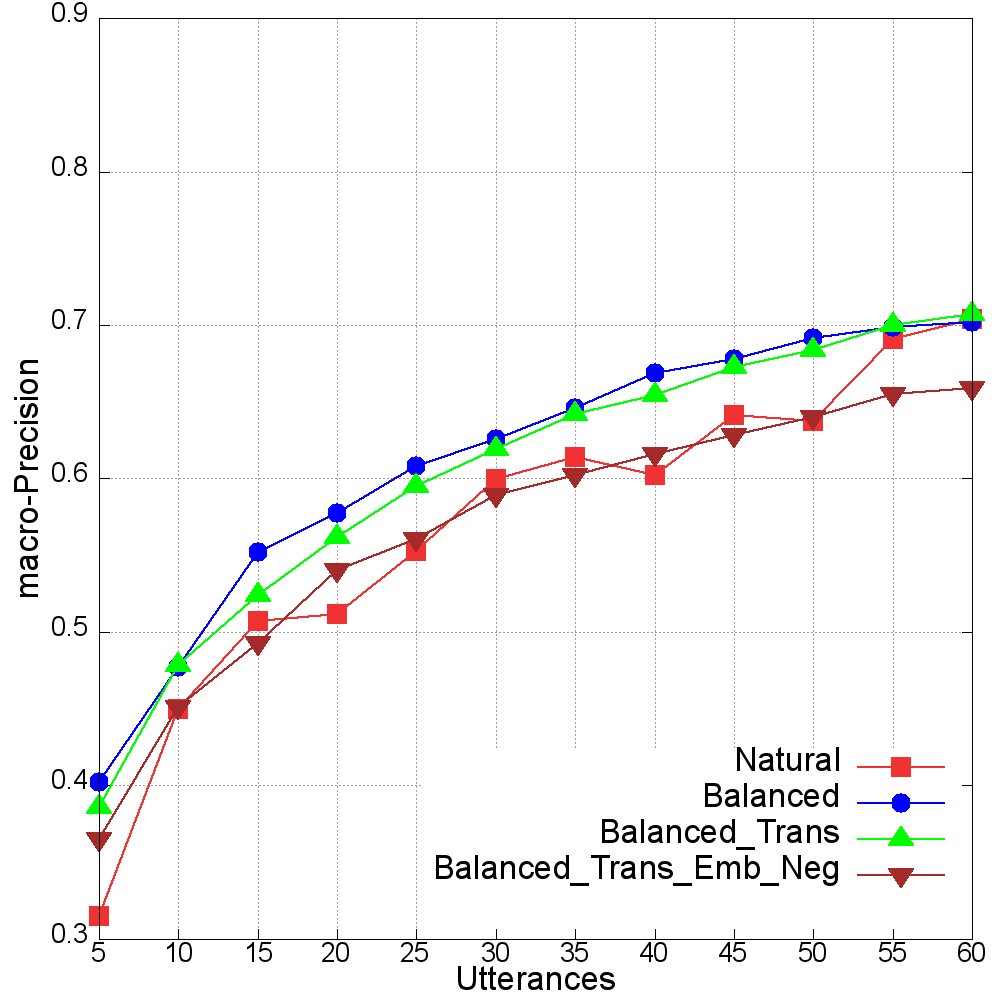 0.9
0.8
0.7
0.6
0.5
0.4
0.3
macro-Precision
Natural
Balanced
Balanced_Trans
Balanced_Trans_Emb_Neg
5 10 15 20 25 30 35 40 45 50 55 60
Utterances